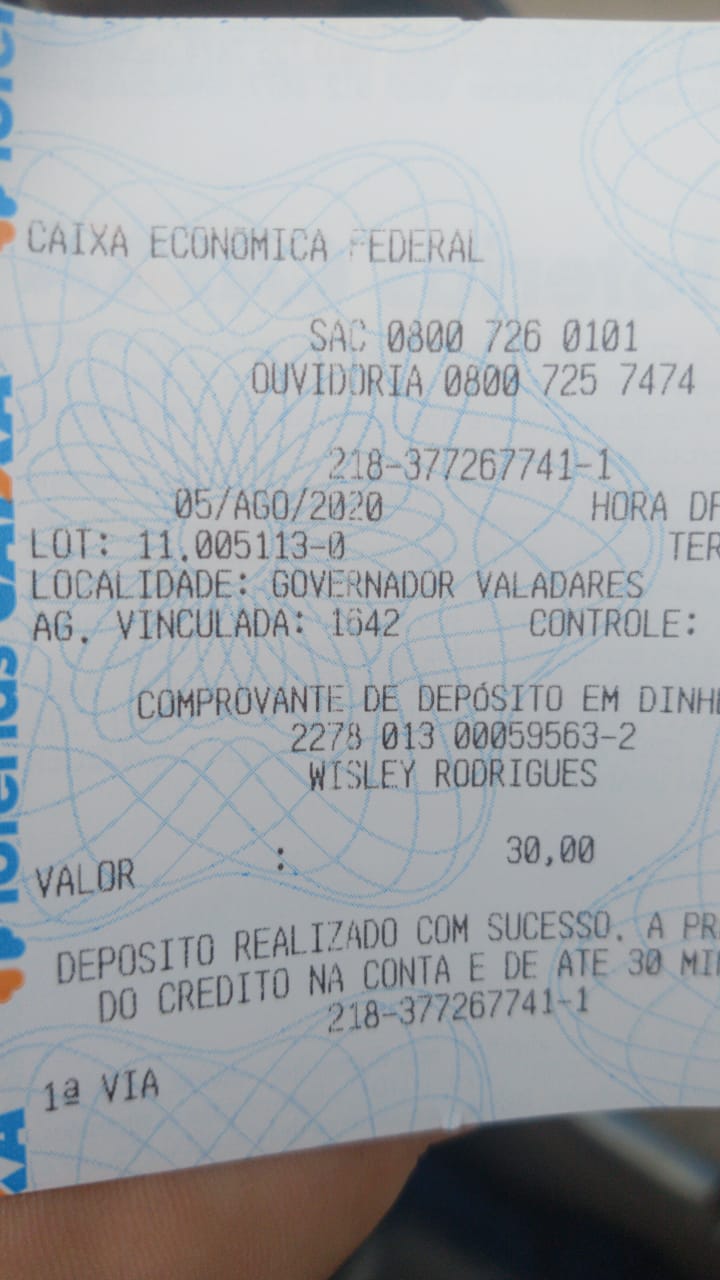 CAIXA ECONOMICA FEDERAL
SAC 0800 726 0101
OUVIDORIA 0800 725 7474
218-377267741-1
05/AGO/2020 HORA DF
LOT: 11.005113-0 TER
LOCALIDADE: GOVERNADOR VALADARES
AG. VINCULADA: 1642 CONTROLE:
COMPROVANTE DE DEPÓSITO EM DINHE
2278 013 00059563-2
WISLEY RODRIGUES
VALOR : 30,00
DEPOSITO REALIZADO COM SUCESSO. A PR
DO CREDITO NA CONTA E DE ATE 30 MI
218-377267741-1
1ª VIA
loterias CAIXA